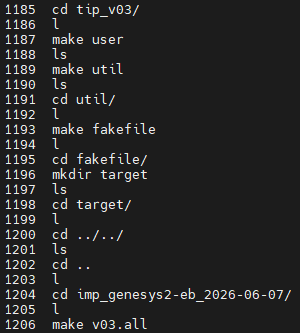 1185  cd tip_v03/
1186  l
1187  make user
1188  ls
1189  make util
1190  ls
1191  cd util/
1192  l
1193  make fakefile
1194  l
1195  cd fakefile/
1196  mkdir target
1197  ls
1198  cd target/
1199  l
1200  cd ../../
1201  ls
1202  cd ..
1203  l
1204  cd imp_genesys2-eb_2026-06-07/
1205  l
1206  make v03.all